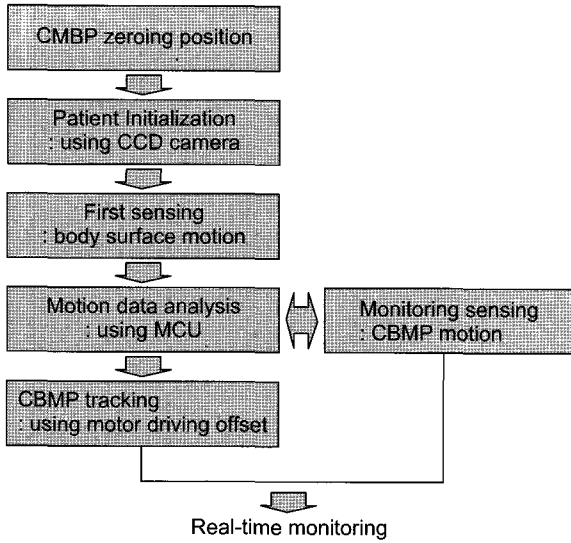 CMBP zeroing position
Patient Initialization
: using CCD camera
First sensing
: body surface motion
Motion data analysis
: using MCU
Monitoring sensing
: CBMP motion
CBMP tracking
: using motor driving offset
Real-time monitoring